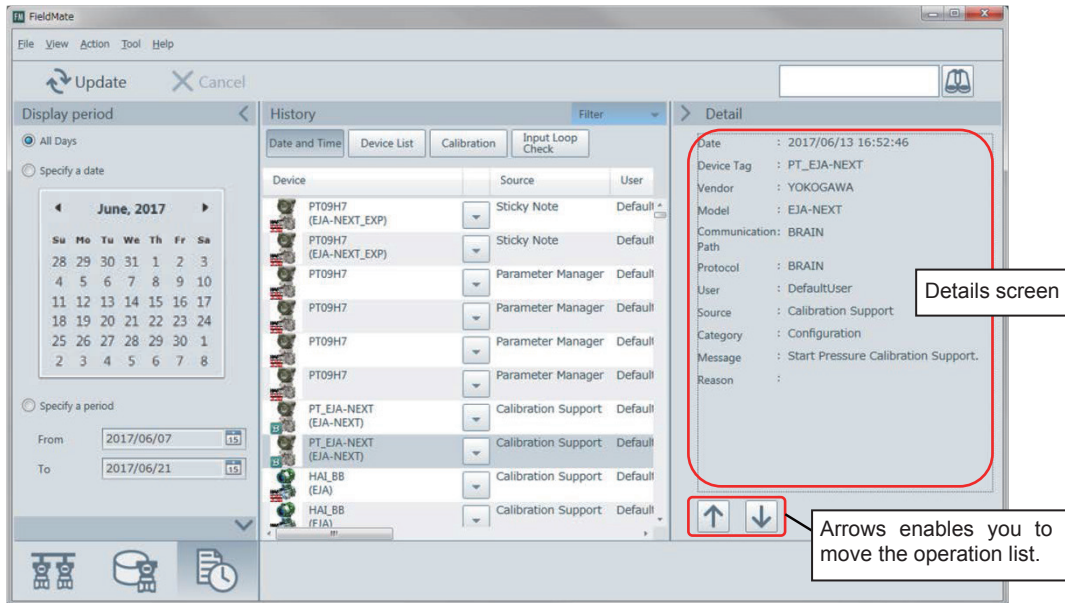 FieldMate
File View Action Tool Help
Update Cancel
Display period
All Days
Specify a date
June, 2017
Su Mo Tu We Th Fr Sa
28 29 30 31 1 2 3
4 5 6 7 8 9 10
11 12 13 14 15 16 17
18 19 20 21 22 23 24
25 26 27 28 29 30 1
2 3 4 5 6 7 8
Specify a period
From 2017/06/07 15
To 2017/06/21 15
History Filter
Date and Time Device List Calibration Input Loop
Check
Device Source User
PT09H7 Sticky Note Default
(EJA-NEXT_EXP)
PT09H7 Sticky Note Default
(EJA-NEXT_EXP)
PT09H7 Parameter Manager Default
PT09H7 Parameter Manager Default
PT09H7 Parameter Manager Default
PT09H7 Parameter Manager Default
PT_EJA-NEXT Calibration Support Default
(EJA-NEXT)
PT_EJA-NEXT Calibration Support Default
(EJA-NEXT)
HAI_BB Calibration Support Default
(EJA)
HAI_BB Calibration Support Default
(EJA)
Detail
Date : 2017/06/13 16:52:46
Device Tag : PT_EJA-NEXT
Vendor : YOKOGAWA
Model : EJA-NEXT
Communication : BRAIN
Path
Protocol : BRAIN
User : DefaultUser
Source : Calibration Support
Category : Configuration
Message : Start Pressure Calibration Support.
Reason :
Details screen
Arrows enables you to
move the operation list.